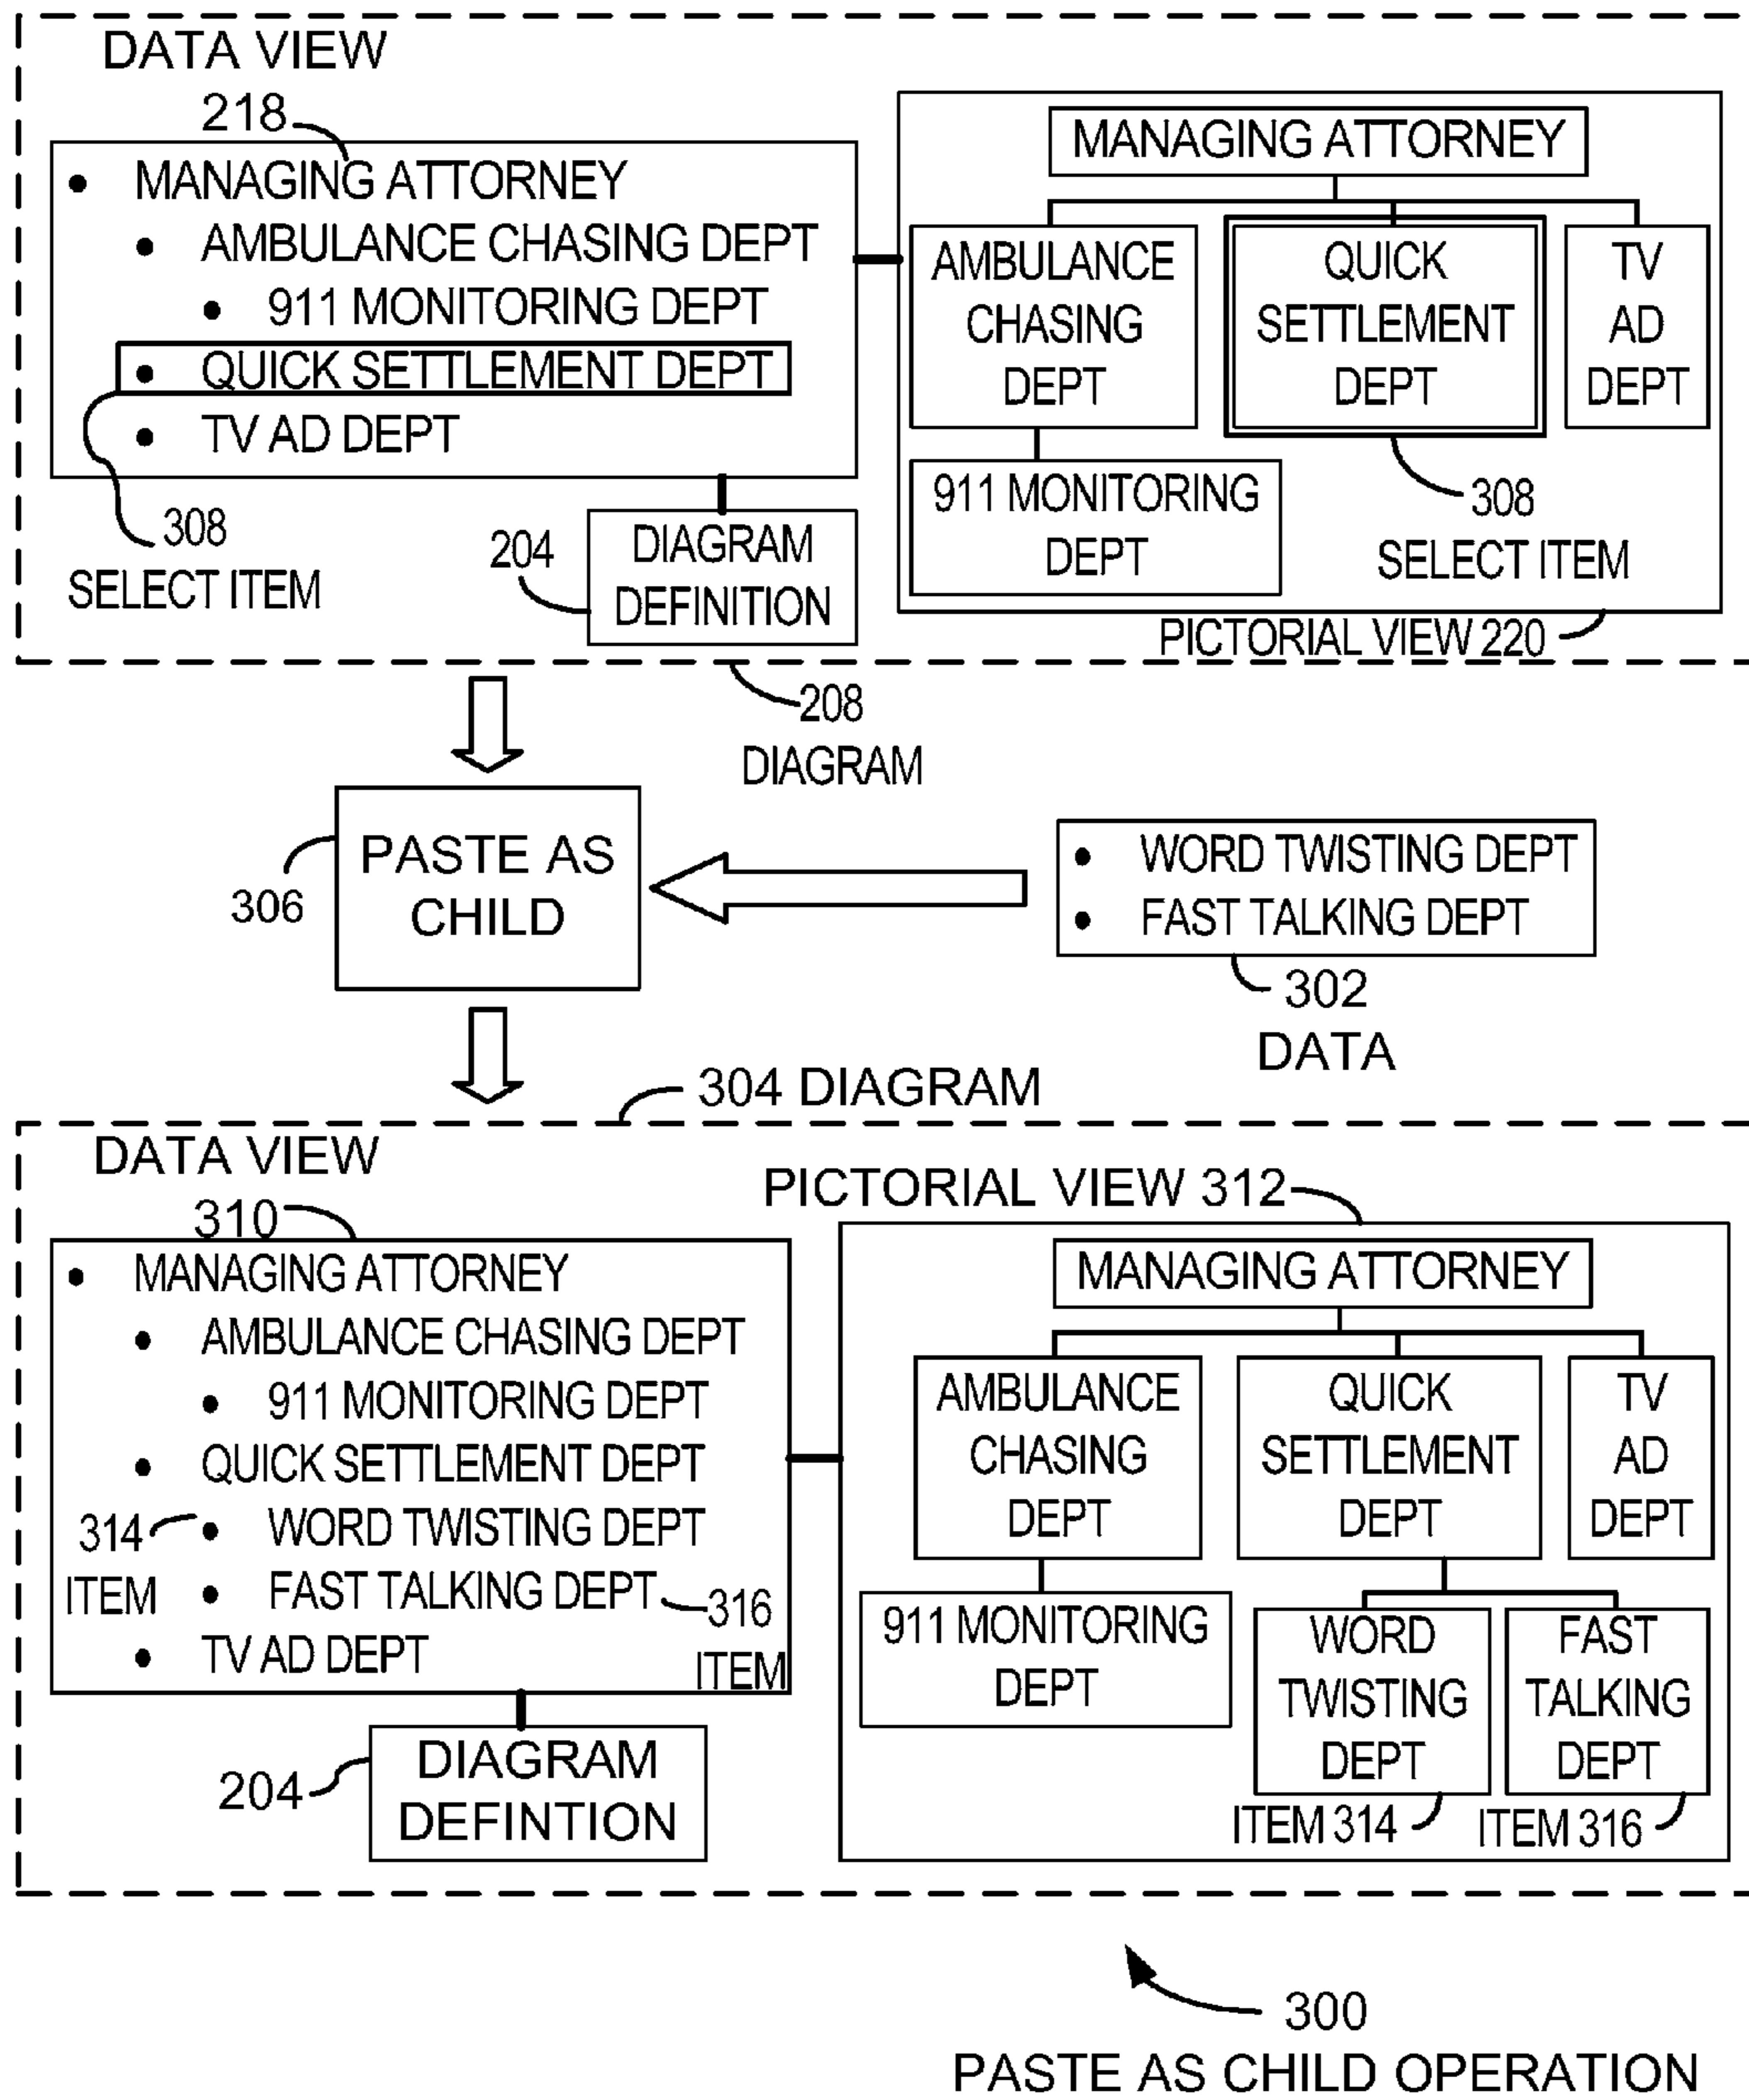 DATA VIEW
218
• MANAGING ATTORNEY
• AMBULANCE CHASING DEPT
• 911 MONITORING DEPT
• QUICK SETTLEMENT DEPT
• TV AD DEPT
308
SELECT ITEM
204
DIAGRAM
DEFINITION
MANAGING ATTORNEY
AMBULANCE
CHASING
DEPT
QUICK
SETTLEMENT
DEPT
TV
AD
DEPT
911 MONITORING
DEPT
308
SELECT ITEM
PICTORIAL VIEW 220
208
DIAGRAM
PASTE AS
CHILD
306
• WORD TWISTING DEPT
• FAST TALKING DEPT
302
DATA
304 DIAGRAM
DATA VIEW
310
• MANAGING ATTORNEY
• AMBULANCE CHASING DEPT
• 911 MONITORING DEPT
• QUICK SETTLEMENT DEPT
314
• WORD TWISTING DEPT
ITEM
• FAST TALKING DEPT
316
• TV AD DEPT
ITEM
204
DIAGRAM
DEFINTION
PICTORIAL VIEW 312
MANAGING ATTORNEY
AMBULANCE
CHASING
DEPT
QUICK
SETTLEMENT
DEPT
TV
AD
DEPT
911 MONITORING
DEPT
WORD
TWISTING
DEPT
FAST
TALKING
DEPT
ITEM 314
ITEM 316
300
PASTE AS CHILD OPERATION